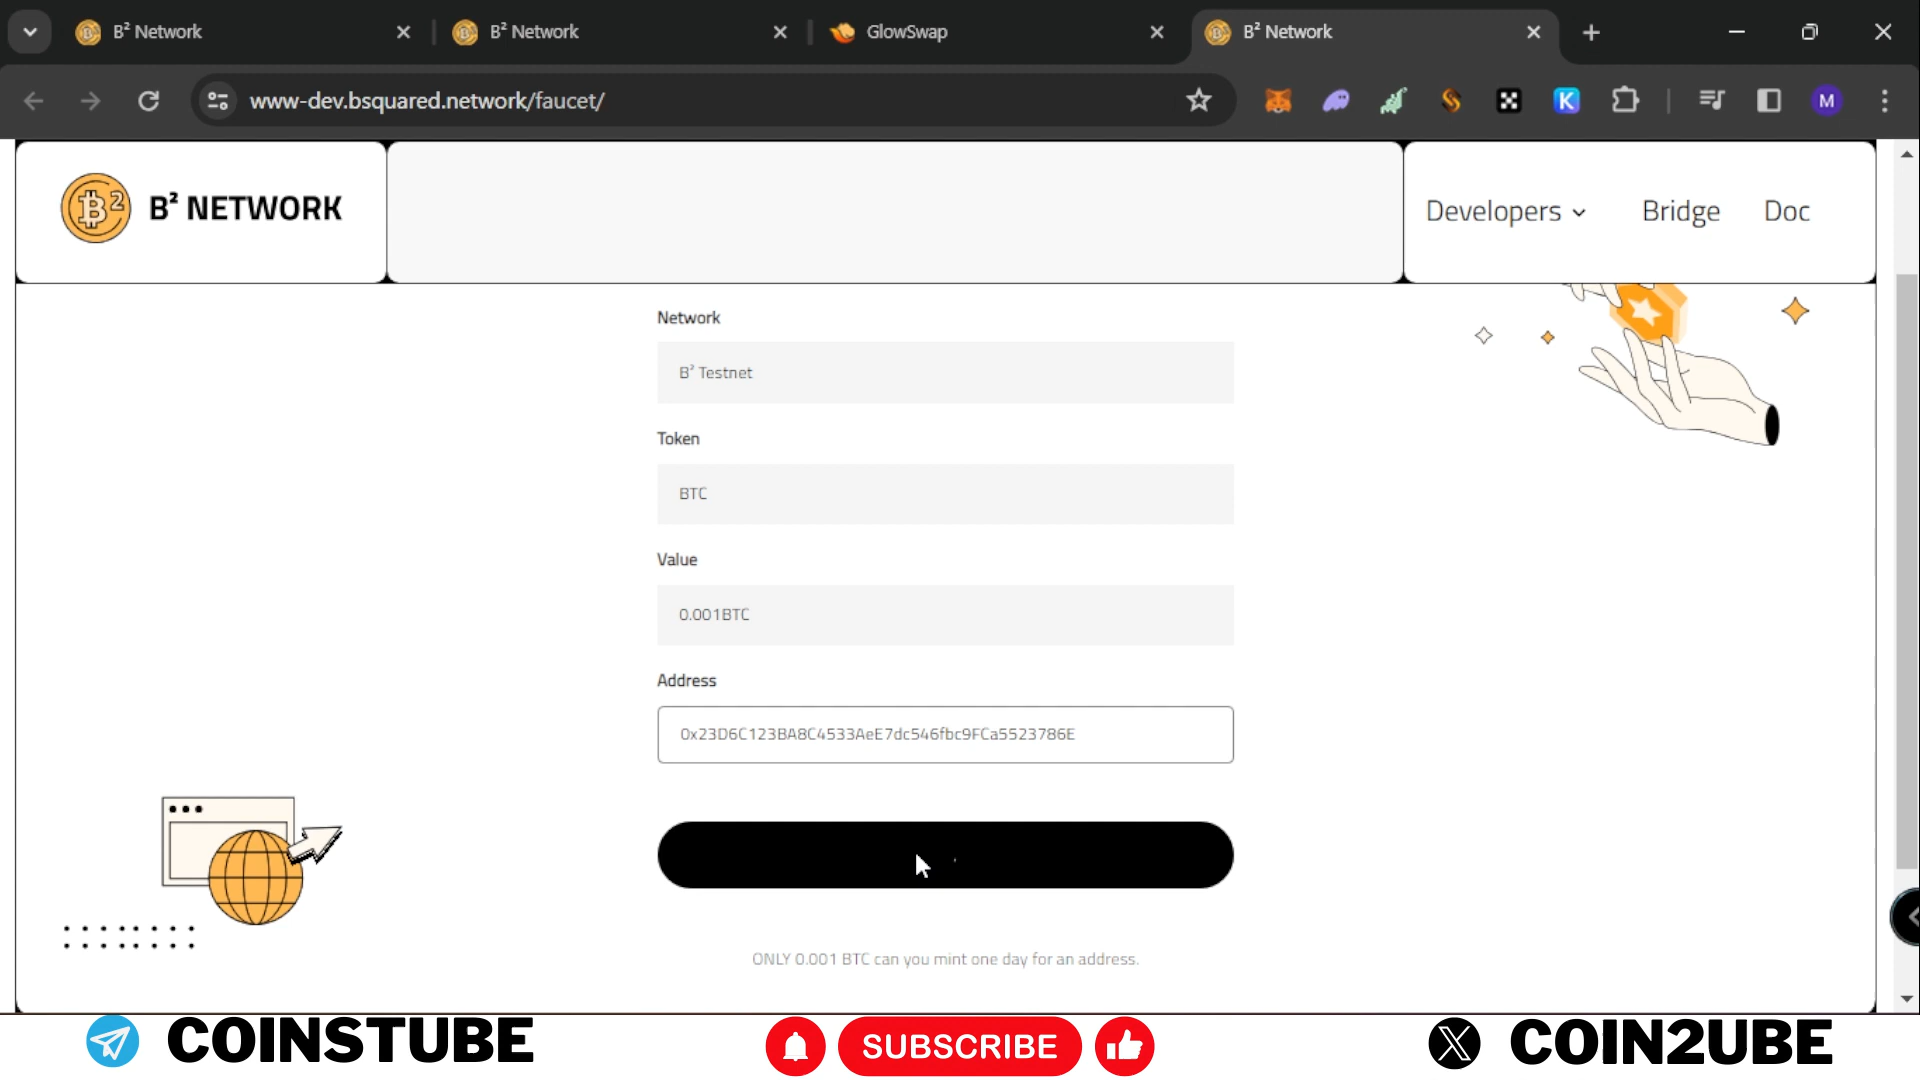 B² Network
B² Network
GlowSwap
B² Network
www-dev.bsquared.network/faucet/
M
B² NETWORK
Developers
Bridge
Doc
Network
B² Testnet
Token
BTC
Value
0.001BTC
Address
0x23D6C123BA8C4533AeE7dc546fbc9FCa5523786E
ONLY 0.001 BTC can you mint one day for an address.
COINSTUBE
SUBSCRIBE
COIN2UBE